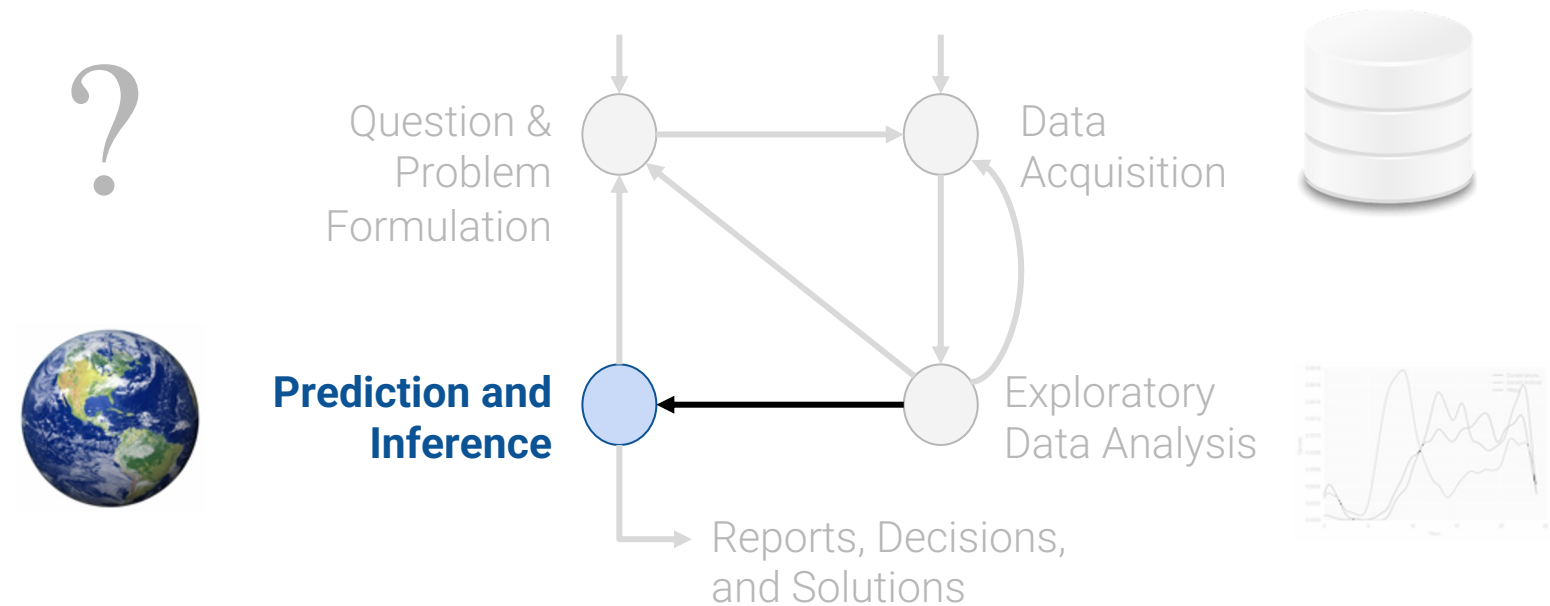 ?
Question &
Problem
Formulation
Data
Acquisition
Prediction and
Inference
Exploratory
Data Analysis
Reports, Decisions,
and Solutions